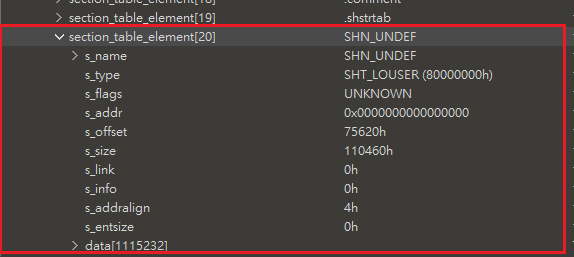 section_table_element[18] .comment
section_table_element[19] .shstrtab
section_table_element[20] SHN_UNDEF
s_name SHN_UNDEF
s_type SHT_LOUSER (80000000h)
s_flags UNKNOWN
s_addr 0x0000000000000000
s_offset 75620h
s_size 110460h
s_link 0h
s_info 0h
s_addralign 4h
s_entsize 0h
data[1115232]